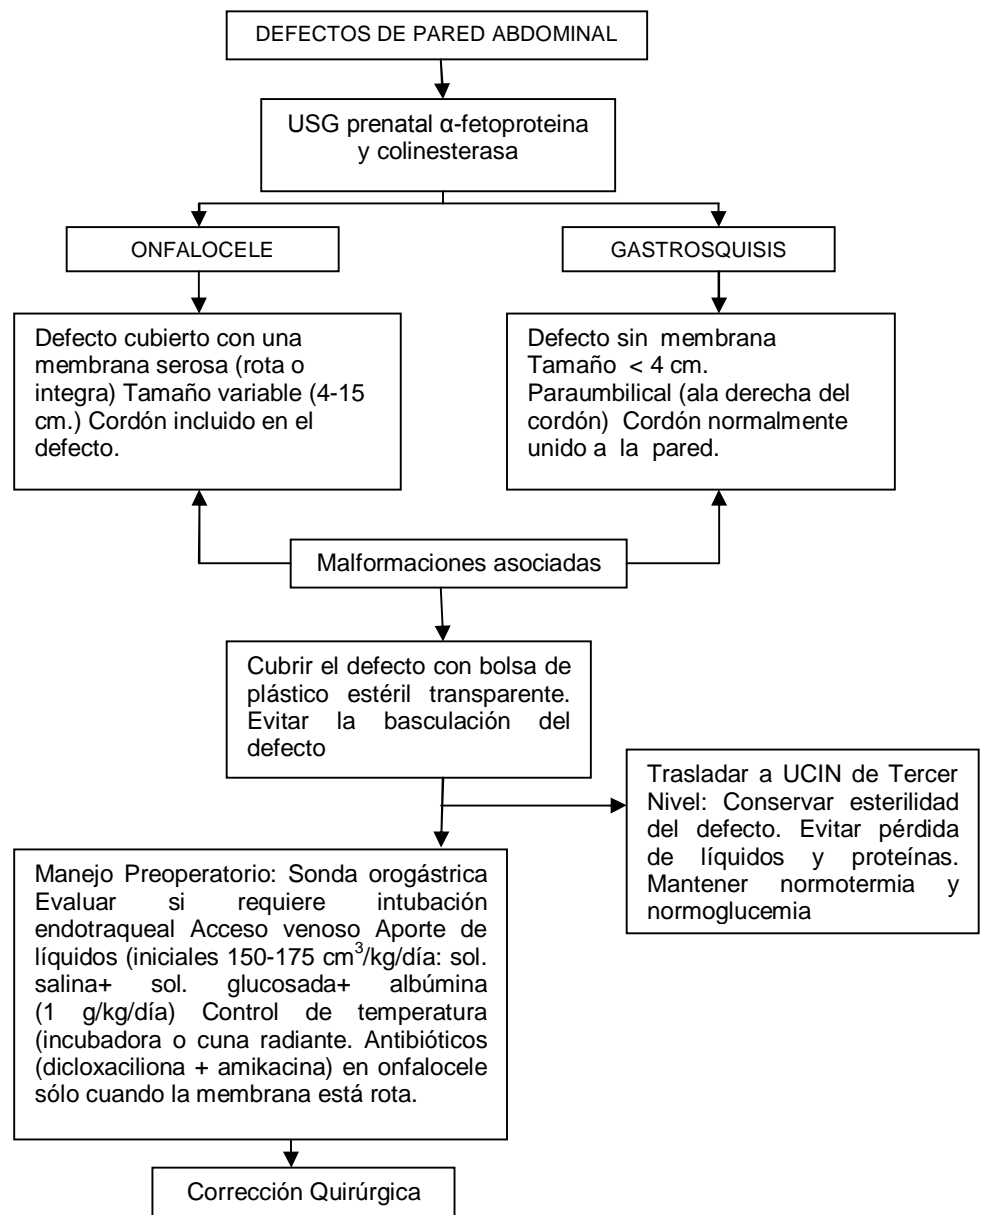 DEFECTOS DE PARED ABDOMINAL
USG prenatal α-fetoproteina
y colinesterasa
ONFALOCELE
GASTROSQUISIS
Defecto cubierto con una
membrana serosa (rota o
integra) Tamaño variable (4-15
cm.) Cordón incluido en el
defecto.
Defecto sin membrana
Tamaño < 4 cm.
Paraumbilical (ala derecha del
cordón) Cordón normalmente
unido a la pared.
Malformaciones asociadas
Cubrir el defecto con bolsa de
plástico estéril transparente.
Evitar la basculación del
defecto
Trasladar a UCIN de Tercer
Nivel: Conservar esterilidad
del defecto. Evitar pérdida
de líquidos y proteínas.
Mantener normotermia y
normoglucemia
Manejo Preoperatorio: Sonda orogástrica
Evaluar si requiere intubación
endotraqueal Acceso venoso Aporte de
líquidos (iniciales 150-175 cm³/kg/día: sol.
salina+ sol. glucosada+ albúmina
(1 g/kg/día) Control de temperatura
(incubadora o cuna radiante. Antibióticos
(dicloxaciliona + amikacina) en onfalocele
sólo cuando la membrana está rota.
Corrección Quirúrgica